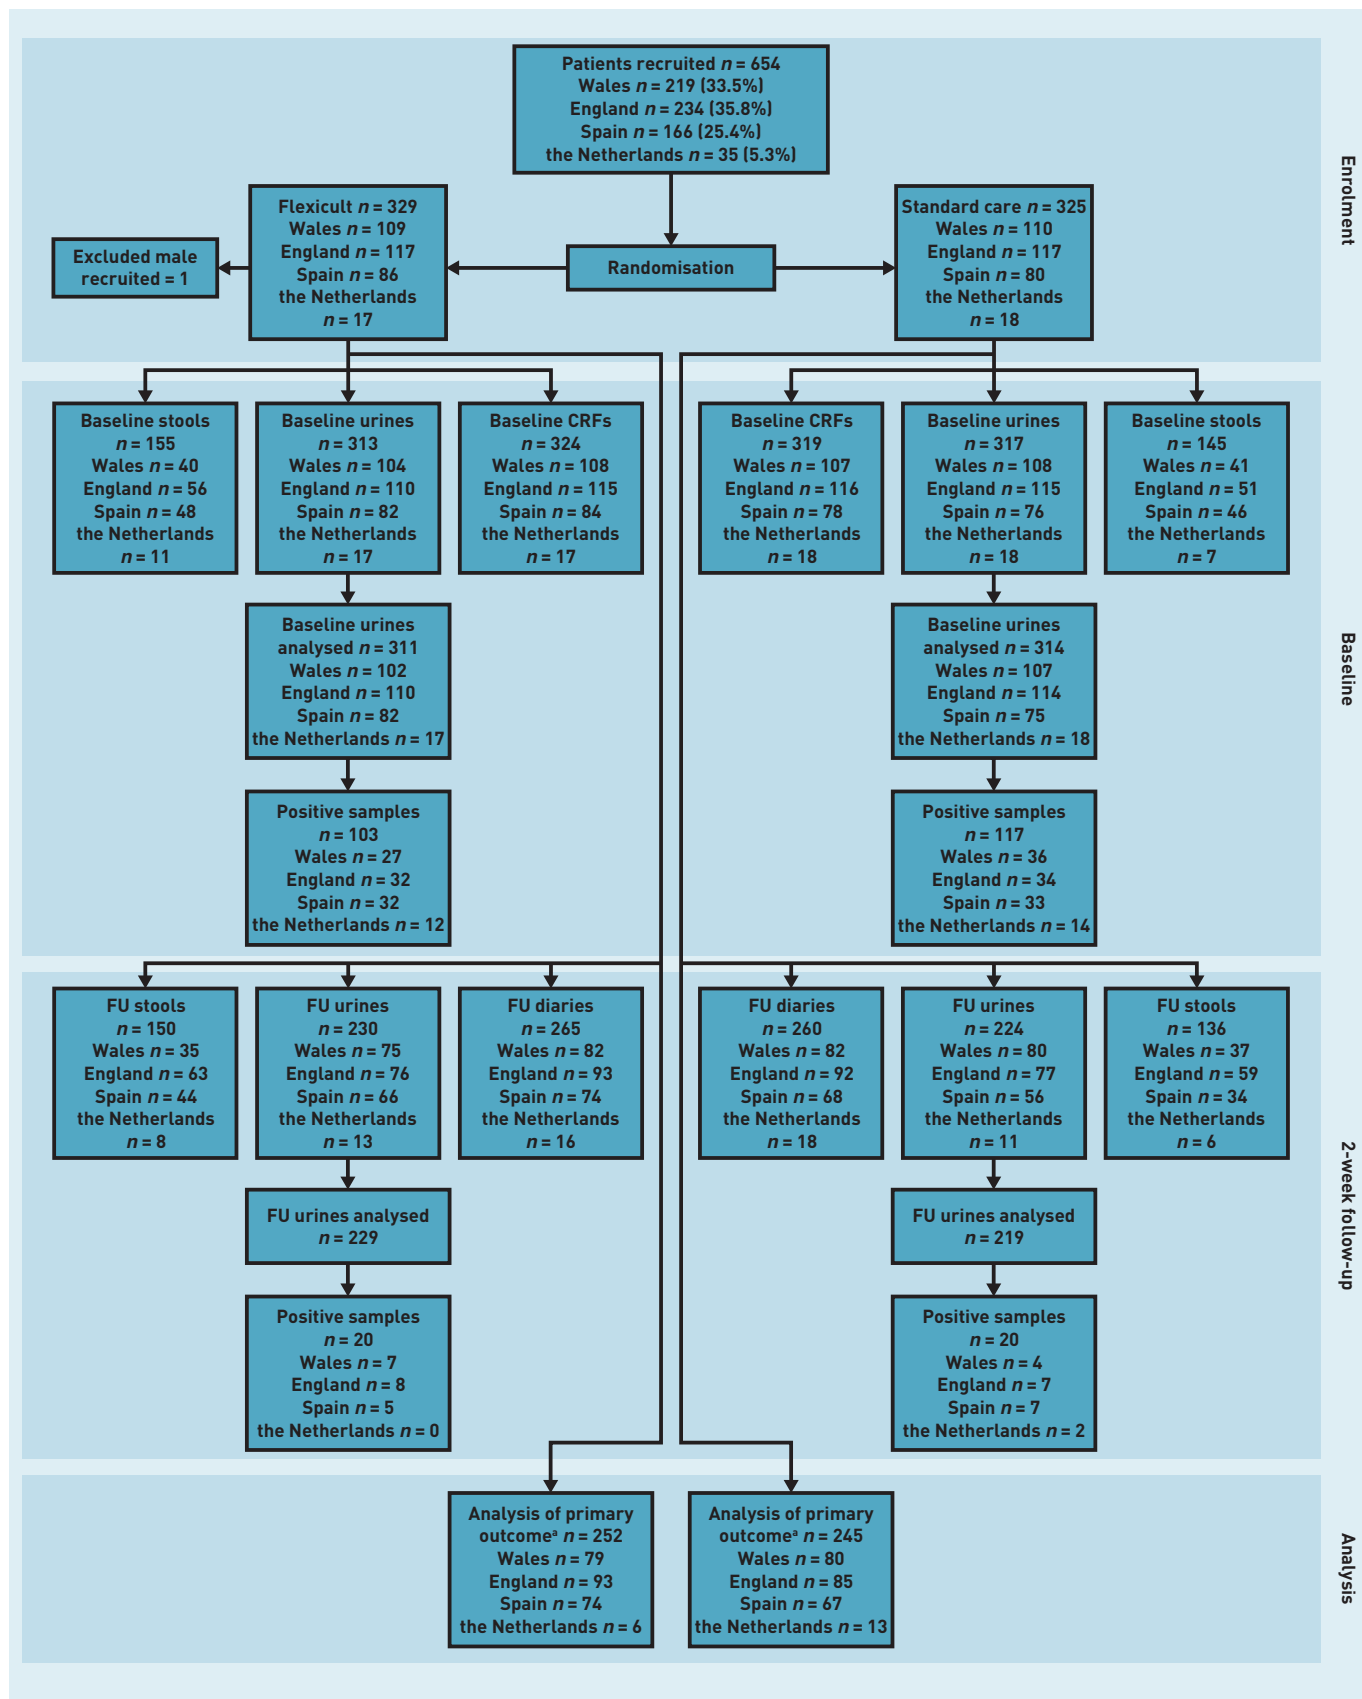 Patients recruited n = 654
Wales n = 219 (33.5%)
England n = 234 (35.8%)
Spain n = 166 (25.4%)
the Netherlands n = 35 (5.3%)
Enrolment
Excluded male
recruited = 1
Flexicult n = 329
Wales n = 109
England n = 117
Spain n = 86
the Netherlands
n = 17
Randomisation
Standard care n = 325
Wales n = 110
England n = 117
Spain n = 80
the Netherlands
n = 18
Baseline stools
n = 155
Wales n = 40
England n = 56
Spain n = 48
the Netherlands
n = 11
Baseline urines
n = 313
Wales n = 104
England n = 110
Spain n = 82
the Netherlands
n = 17
Baseline CRFs
n = 324
Wales n = 108
England n = 115
Spain n = 84
the Netherlands
n = 17
Baseline CRFs
n = 319
Wales n = 107
England n = 116
Spain n = 78
the Netherlands
n = 18
Baseline urines
n = 317
Wales n = 108
England n = 115
Spain n = 76
the Netherlands
n = 18
Baseline stools
n = 145
Wales n = 41
England n = 51
Spain n = 46
the Netherlands
n = 7
Baseline urines
analysed n = 311
Wales n = 102
England n = 110
Spain n = 82
the Netherlands n = 17
Baseline urines
analysed n = 314
Wales n = 107
England n = 114
Spain n = 75
the Netherlands n = 18
Baseline
Positive samples
n = 103
Wales n = 27
England n = 32
Spain n = 32
the Netherlands n = 12
Positive samples
n = 117
Wales n = 36
England n = 34
Spain n = 33
the Netherlands n = 14
FU stools
n = 150
Wales n = 35
England n = 63
Spain n = 44
the Netherlands
n = 8
FU urines
n = 230
Wales n = 75
England n = 76
Spain n = 66
the Netherlands
n = 13
FU diaries
n = 265
Wales n = 82
England n = 93
Spain n = 74
the Netherlands
n = 16
FU diaries
n = 260
Wales n = 82
England n = 92
Spain n = 68
the Netherlands
n = 18
FU urines
n = 224
Wales n = 80
England n = 77
Spain n = 56
the Netherlands
n = 11
FU stools
n = 136
Wales n = 37
England n = 59
Spain n = 34
the Netherlands
n = 6
2-week follow-up
FU urines analysed
n = 229
FU urines analysed
n = 219
Positive samples
n = 20
Wales n = 7
England n = 8
Spain n = 5
the Netherlands n = 0
Positive samples
n = 20
Wales n = 4
England n = 7
Spain n = 7
the Netherlands n = 2
Analysis of primary
outcomeᵃ n = 252
Wales n = 79
England n = 93
Spain n = 74
the Netherlands n = 6
Analysis of primary
outcomeᵃ n = 245
Wales n = 80
England n = 85
Spain n = 67
the Netherlands n = 13
Analysis